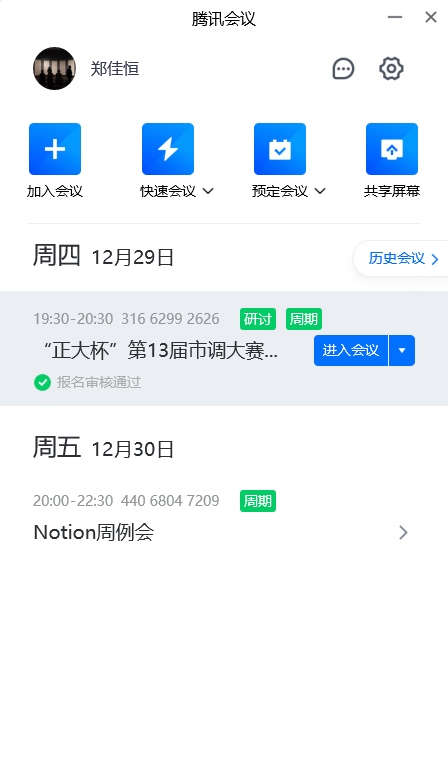 腾讯会议
郑佳恒
加入会议 快速会议 预定会议 共享屏幕
周四 12月29日
历史会议
19:30-20:30 316 6299 2626 研讨 周期
“正大杯”第13届市调大赛...
进入会议
报名审核通过
周五 12月30日
20:00-22:30 440 6804 7209 周期
Notion周例会